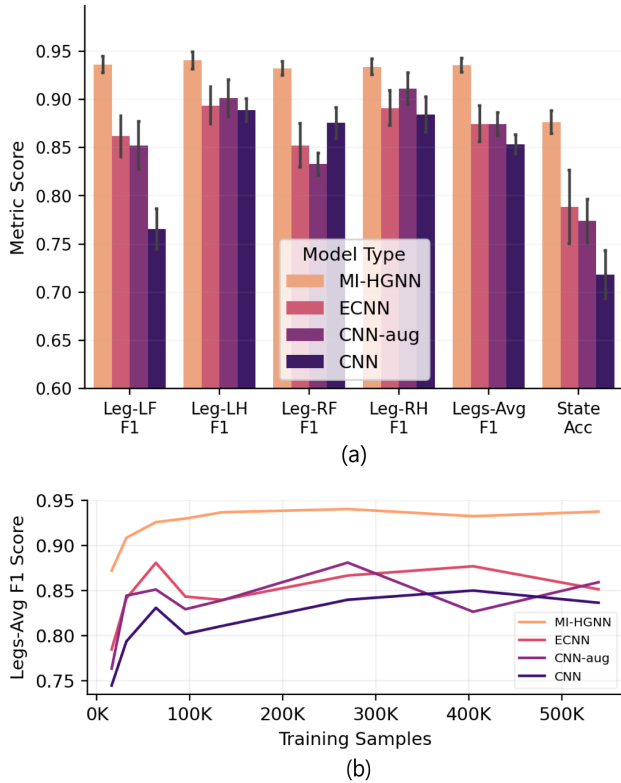 0.95
0.90
0.85
0.80
0.75
0.70
0.65
0.60
Metric Score
Model Type
MI-HGNN
ECNN
CNN-aug
CNN
Leg-LF F1
Leg-LH F1
Leg-RF F1
Leg-RH F1
Legs-Avg F1
State Acc
(a)
0.95
0.90
0.85
0.80
0.75
Legs-Avg F1 Score
MI-HGNN
ECNN
CNN-aug
CNN
0K 100K 200K 300K 400K 500K
Training Samples
(b)